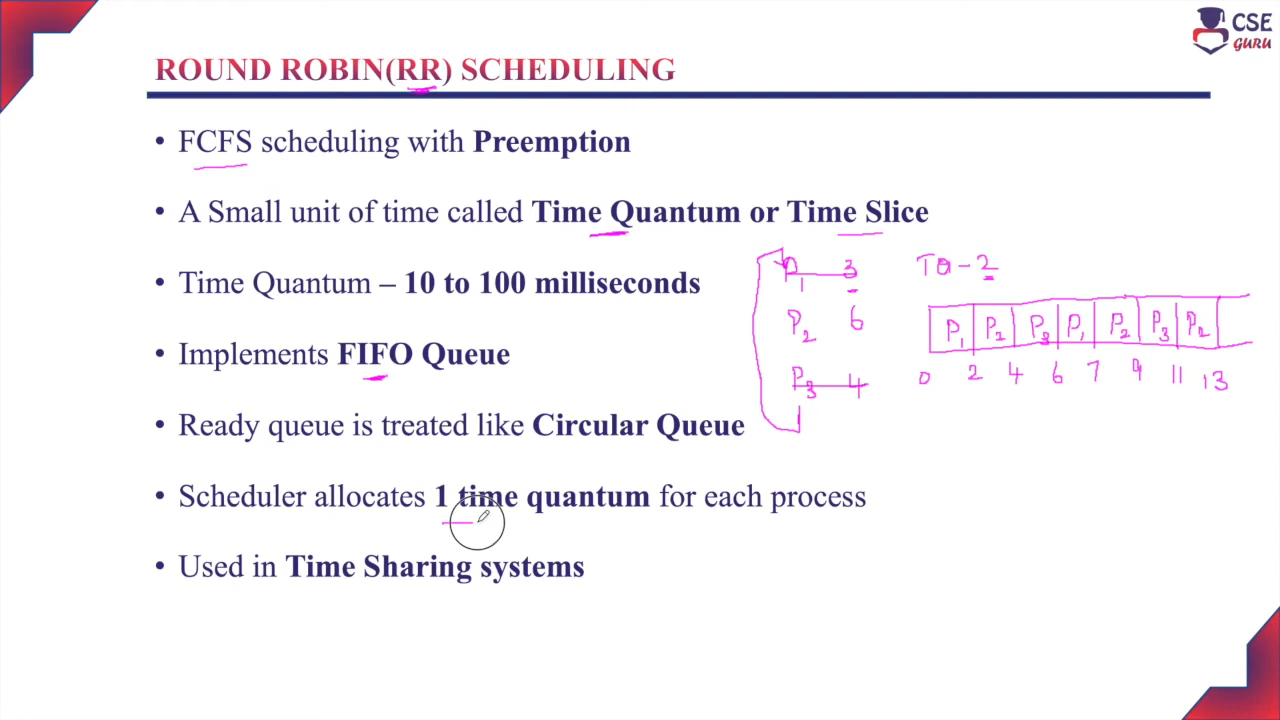 CSE
GURU
ROUND ROBIN(RR) SCHEDULING
• FCFS scheduling with Preemption
• A Small unit of time called Time Quantum or Time Slice
• Time Quantum – 10 to 100 milliseconds
• Implements FIFO Queue
• Ready queue is treated like Circular Queue
• Scheduler allocates 1 time quantum for each process
• Used in Time Sharing systems
P1 3
P2 6
P3 4
TQ-2
P1 P2 P3 P1 P2 P3 P2
0 2 4 6 7 9 11 13